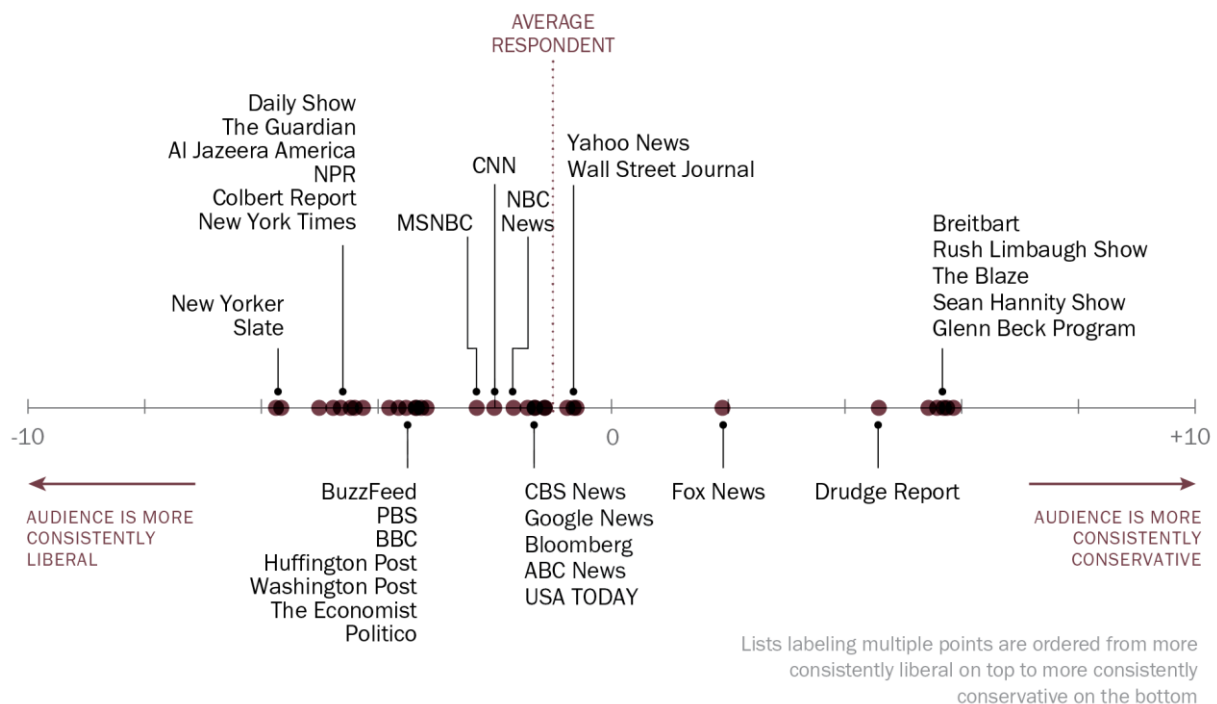 AVERAGE
RESPONDENT
Daily Show
The Guardian
Al Jazeera America
NPR
Colbert Report
New York Times
New Yorker
Slate
MSNBC
CNN
NBC
News
Yahoo News
Wall Street Journal
Breitbart
Rush Limbaugh Show
The Blaze
Sean Hannity Show
Glenn Beck Program
-10
0
+10
AUDIENCE IS MORE
CONSISTENTLY
LIBERAL
BuzzFeed
PBS
BBC
Huffington Post
Washington Post
The Economist
Politico
CBS News
Google News
Bloomberg
ABC News
USA TODAY
Fox News
Drudge Report
AUDIENCE IS MORE
CONSISTENTLY
CONSERVATIVE
Lists labeling multiple points are ordered from more
consistently liberal on top to more consistently
conservative on the bottom